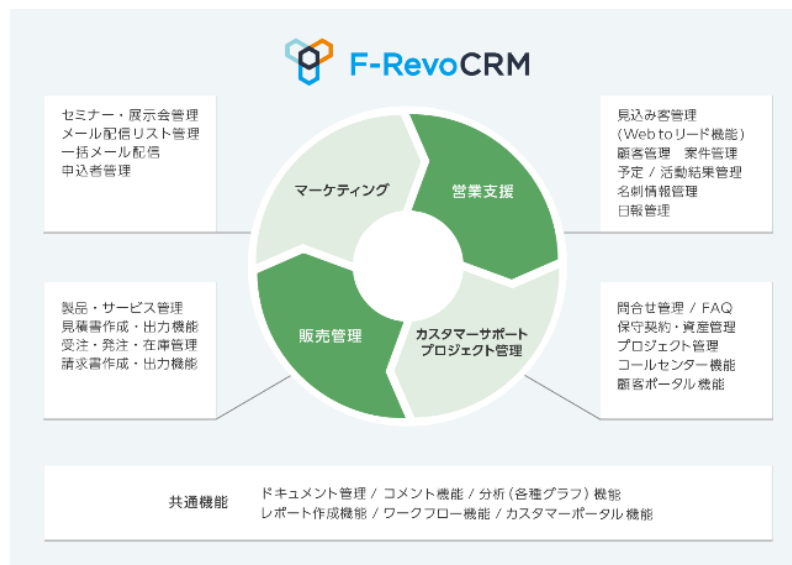 F-RevoCRM
セミナー・展示会管理
メール配信リスト管理
一括メール配信
申込者管理
見込み客管理
(Web toリード機能)
顧客管理　案件管理
予定 / 活動結果管理
名刺情報管理
日報管理
マーケティング
営業支援
販売管理
カスタマーサポート
プロジェクト管理
製品・サービス管理
見積書作成・出力機能
受注・発注・在庫管理
請求書作成・出力機能
問合せ管理 / FAQ
保守契約・資産管理
プロジェクト管理
コールセンター機能
顧客ポータル機能
共通機能
ドキュメント管理 / コメント機能 / 分析(各種グラフ)機能
レポート作成機能 / ワークフロー機能 / カスタマーポータル機能